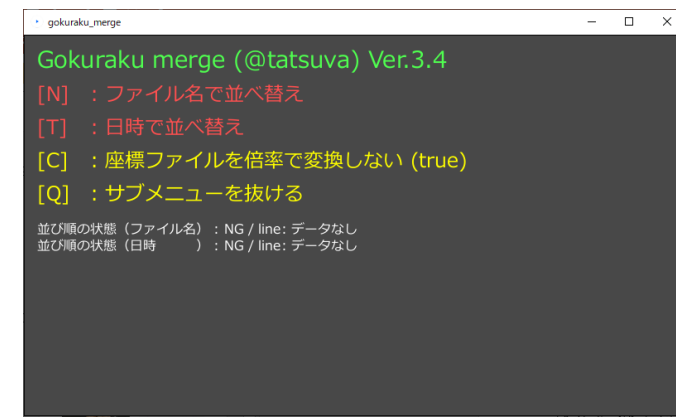 gokuraku_merge
Gokuraku merge (@tatsuva) Ver.3.4
[N] : ファイル名で並べ替え
[T] : 日時で並べ替え
[C] : 座標ファイルを倍率で変換しない (true)
[Q] : サブメニューを抜ける
並び順の状態（ファイル名）: NG / line: データなし
並び順の状態（日時　　　）: NG / line: データなし